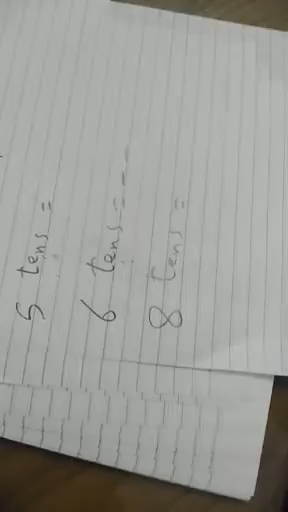 5 tens =
6 tens = - - -
8 tens =